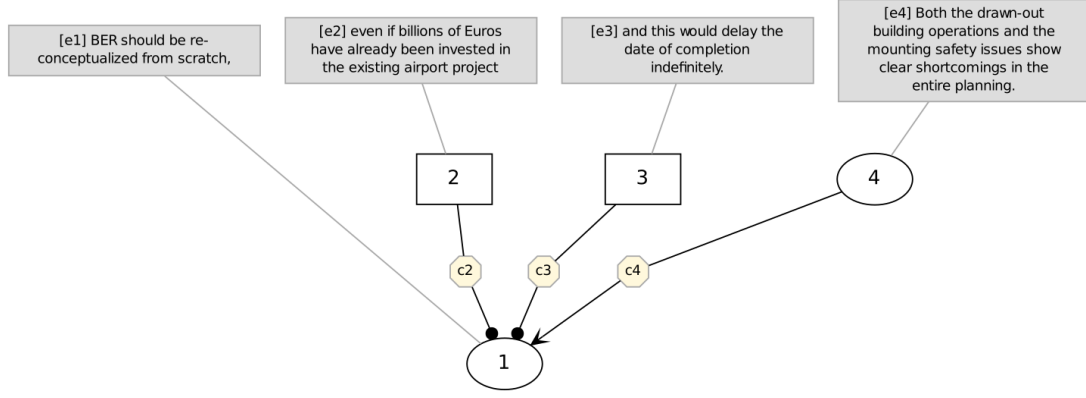 [e1] BER should be re-
conceptualized from scratch,
[e2] even if billions of Euros
have already been invested in
the existing airport project
[e3] and this would delay the
date of completion
indefinitely.
[e4] Both the drawn-out
building operations and the
mounting safety issues show
clear shortcomings in the
entire planning.
2
3
4
c2
c3
c4
1